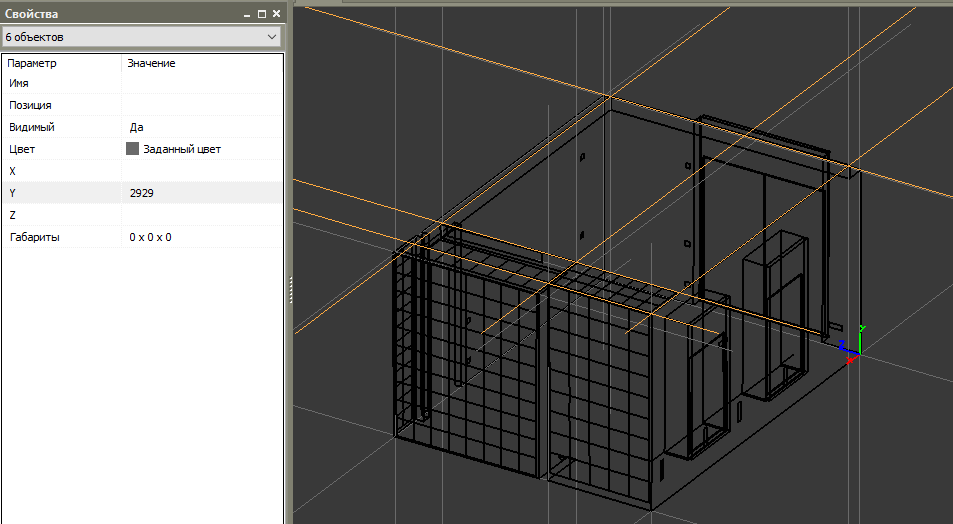 Свойства
6 объектов
Параметр Значение
Имя
Позиция
Видимый Да
Цвет Заданный цвет
X
Y 2929
Z
Габариты 0 x 0 x 0
Y
Z